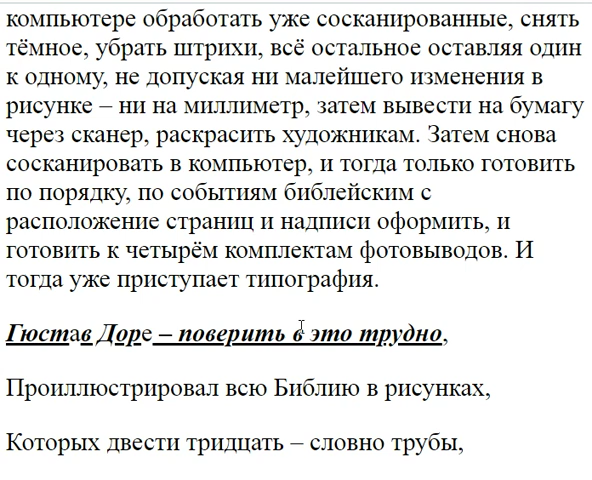 компьютере обработать уже сосканированные, снять
тёмное, убрать штрихи, всё остальное оставляя один
к одному, не допуская ни малейшего изменения в
рисунке – ни на миллиметр, затем вывести на бумагу
через сканер, раскрасить художникам. Затем снова
сосканировать в компьютер, и тогда только готовить
по порядку, по событиям библейским с
расположение страниц и надписи оформить, и
готовить к четырём комплектам фотовыводов. И
тогда уже приступает типография.
Гюстав Доре – поверить в это трудно,
Проиллюстрировал всю Библию в рисунках,
Которых двести тридцать – словно трубы,